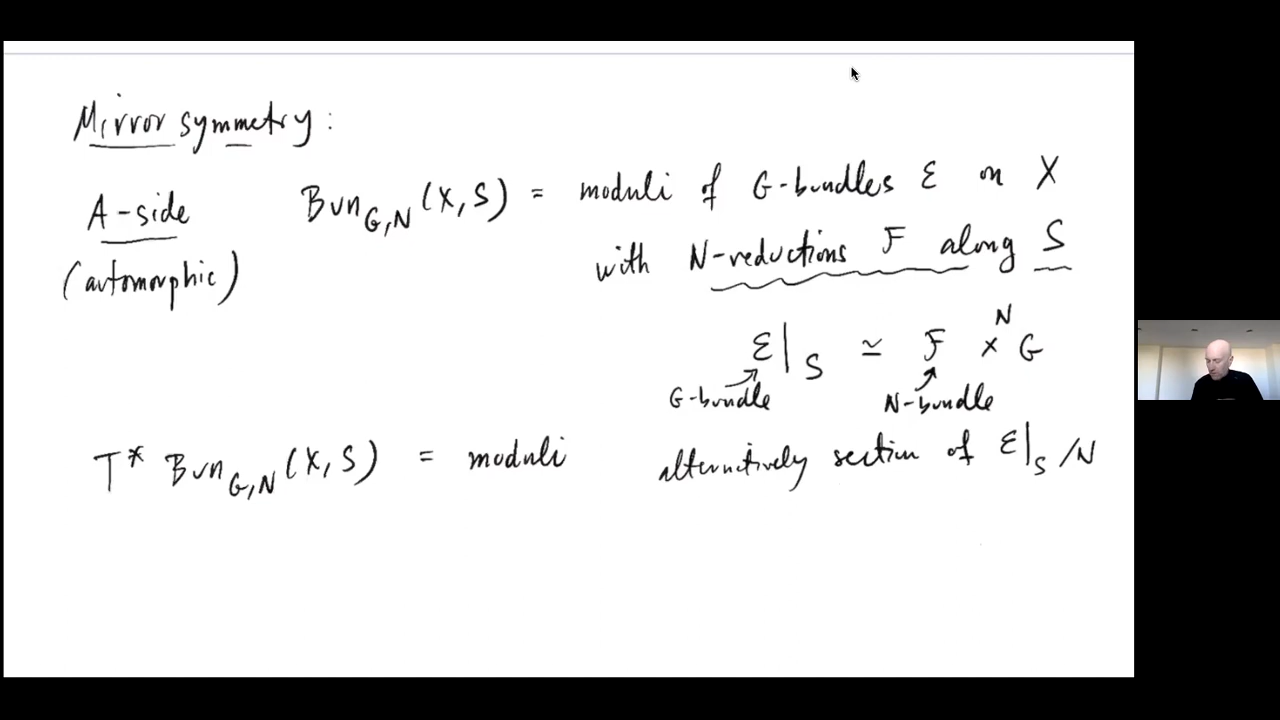 Mirror symmetry:
A-side Bun_{G,N}(X,S) = moduli of G-bundles ℰ on X
(automorphic) with N-reductions ℱ along S
ℰ|_S ≃ ℱ ×^N G
G-bundle N-bundle
T* Bun_{G,N}(X,S) = moduli alternatively section of ℰ|_S/N